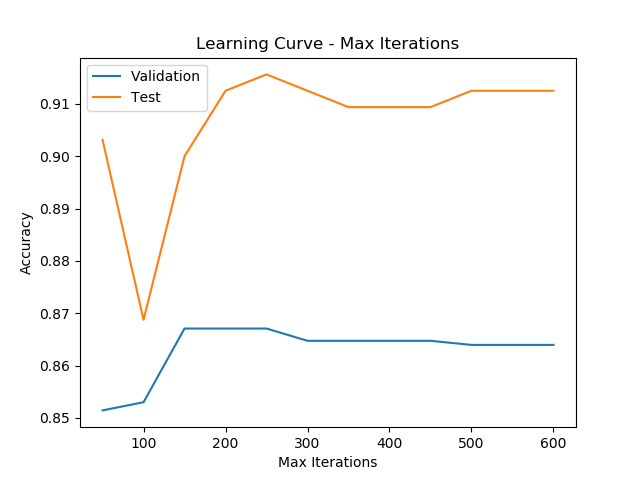 Learning Curve - Max Iterations
Validation
Test
0.91
0.90
0.89
0.88
0.87
0.86
0.85
Accuracy
100 200 300 400 500 600
Max Iterations